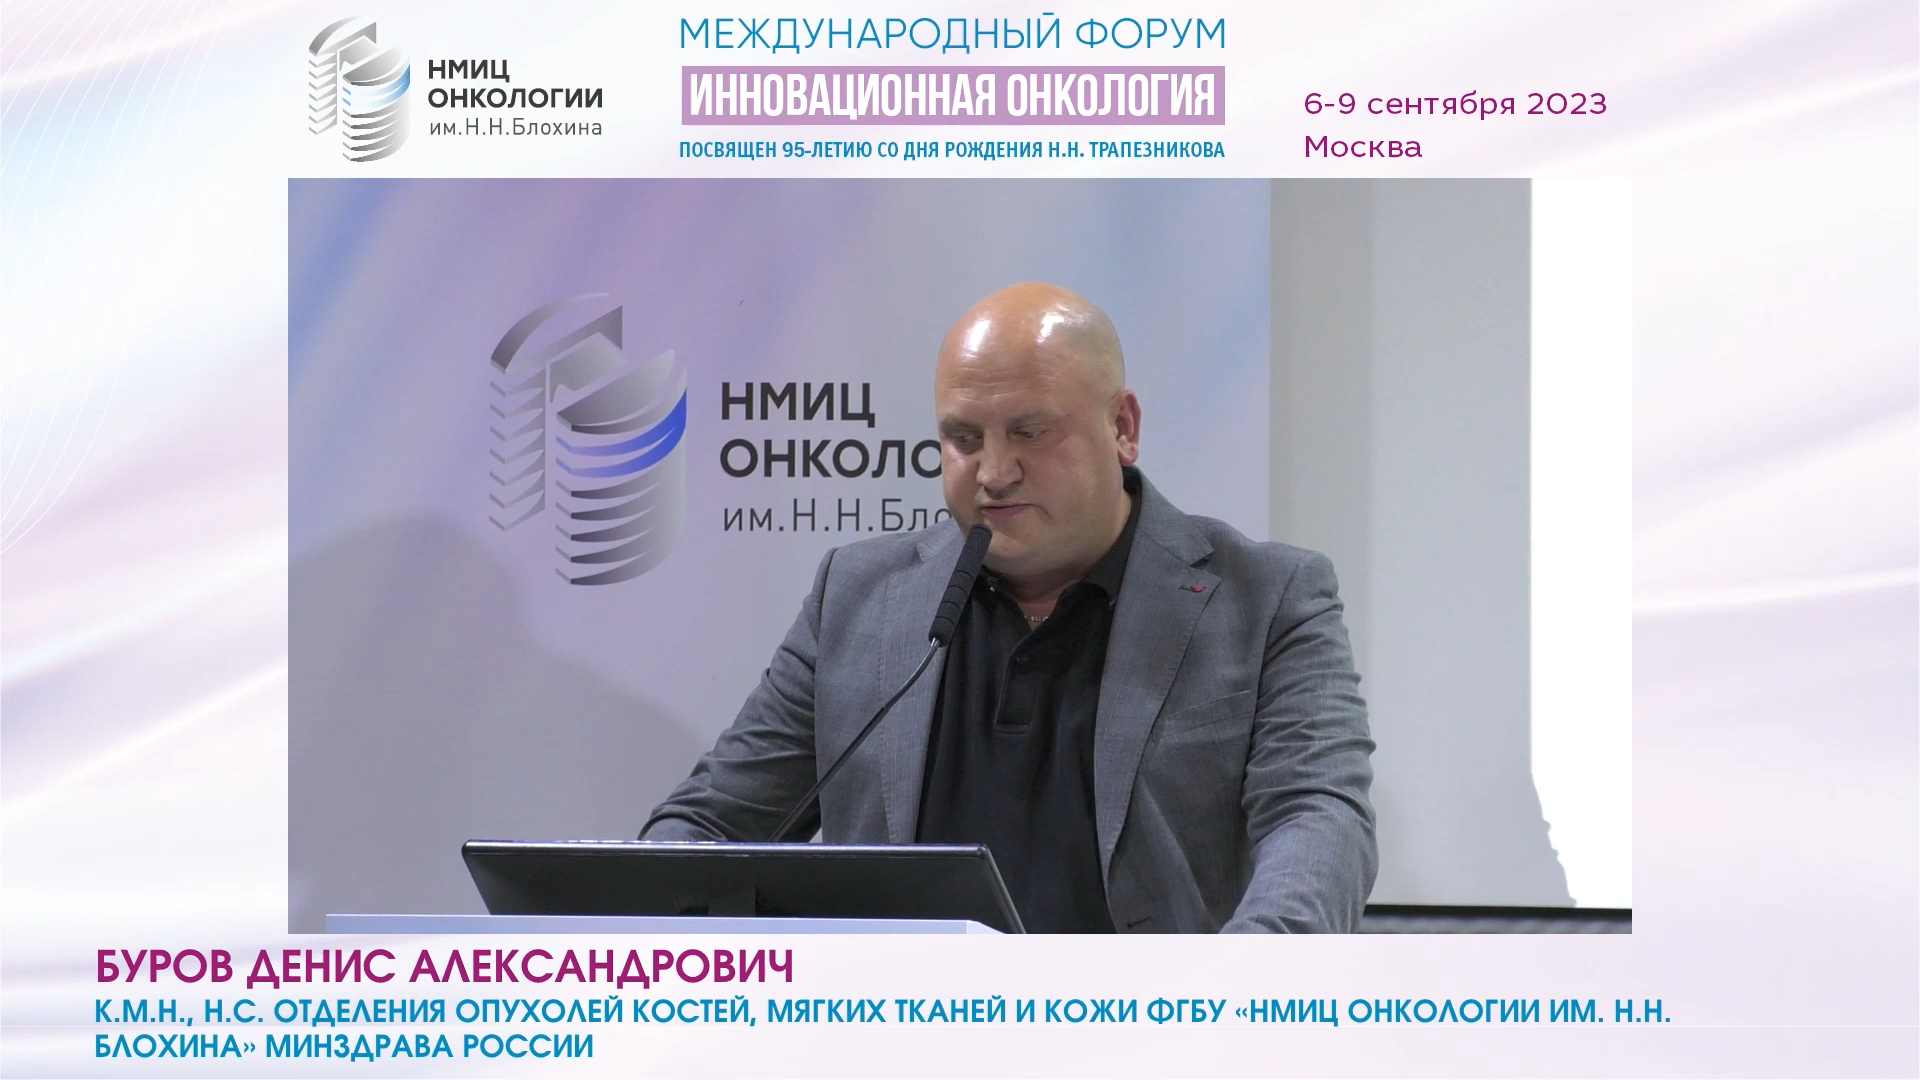 НМИЦ
ОНКОЛОГИИ
им.Н.Н.Блохина
МЕЖДУНАРОДНЫЙ ФОРУМ
ИННОВАЦИОННАЯ ОНКОЛОГИЯ
ПОСВЯЩЕН 95-ЛЕТИЮ СО ДНЯ РОЖДЕНИЯ Н.Н. ТРАПЕЗНИКОВА
6-9 сентября 2023
Москва
НМИЦ
ОНКОЛО
им.Н.Н.Бло
БУРОВ ДЕНИС АЛЕКСАНДРОВИЧ
К.М.Н., Н.С. ОТДЕЛЕНИЯ ОПУХОЛЕЙ КОСТЕЙ, МЯГКИХ ТКАНЕЙ И КОЖИ ФГБУ «НМИЦ ОНКОЛОГИИ ИМ. Н.Н.
БЛОХИНА» МИНЗДРАВА РОССИИ